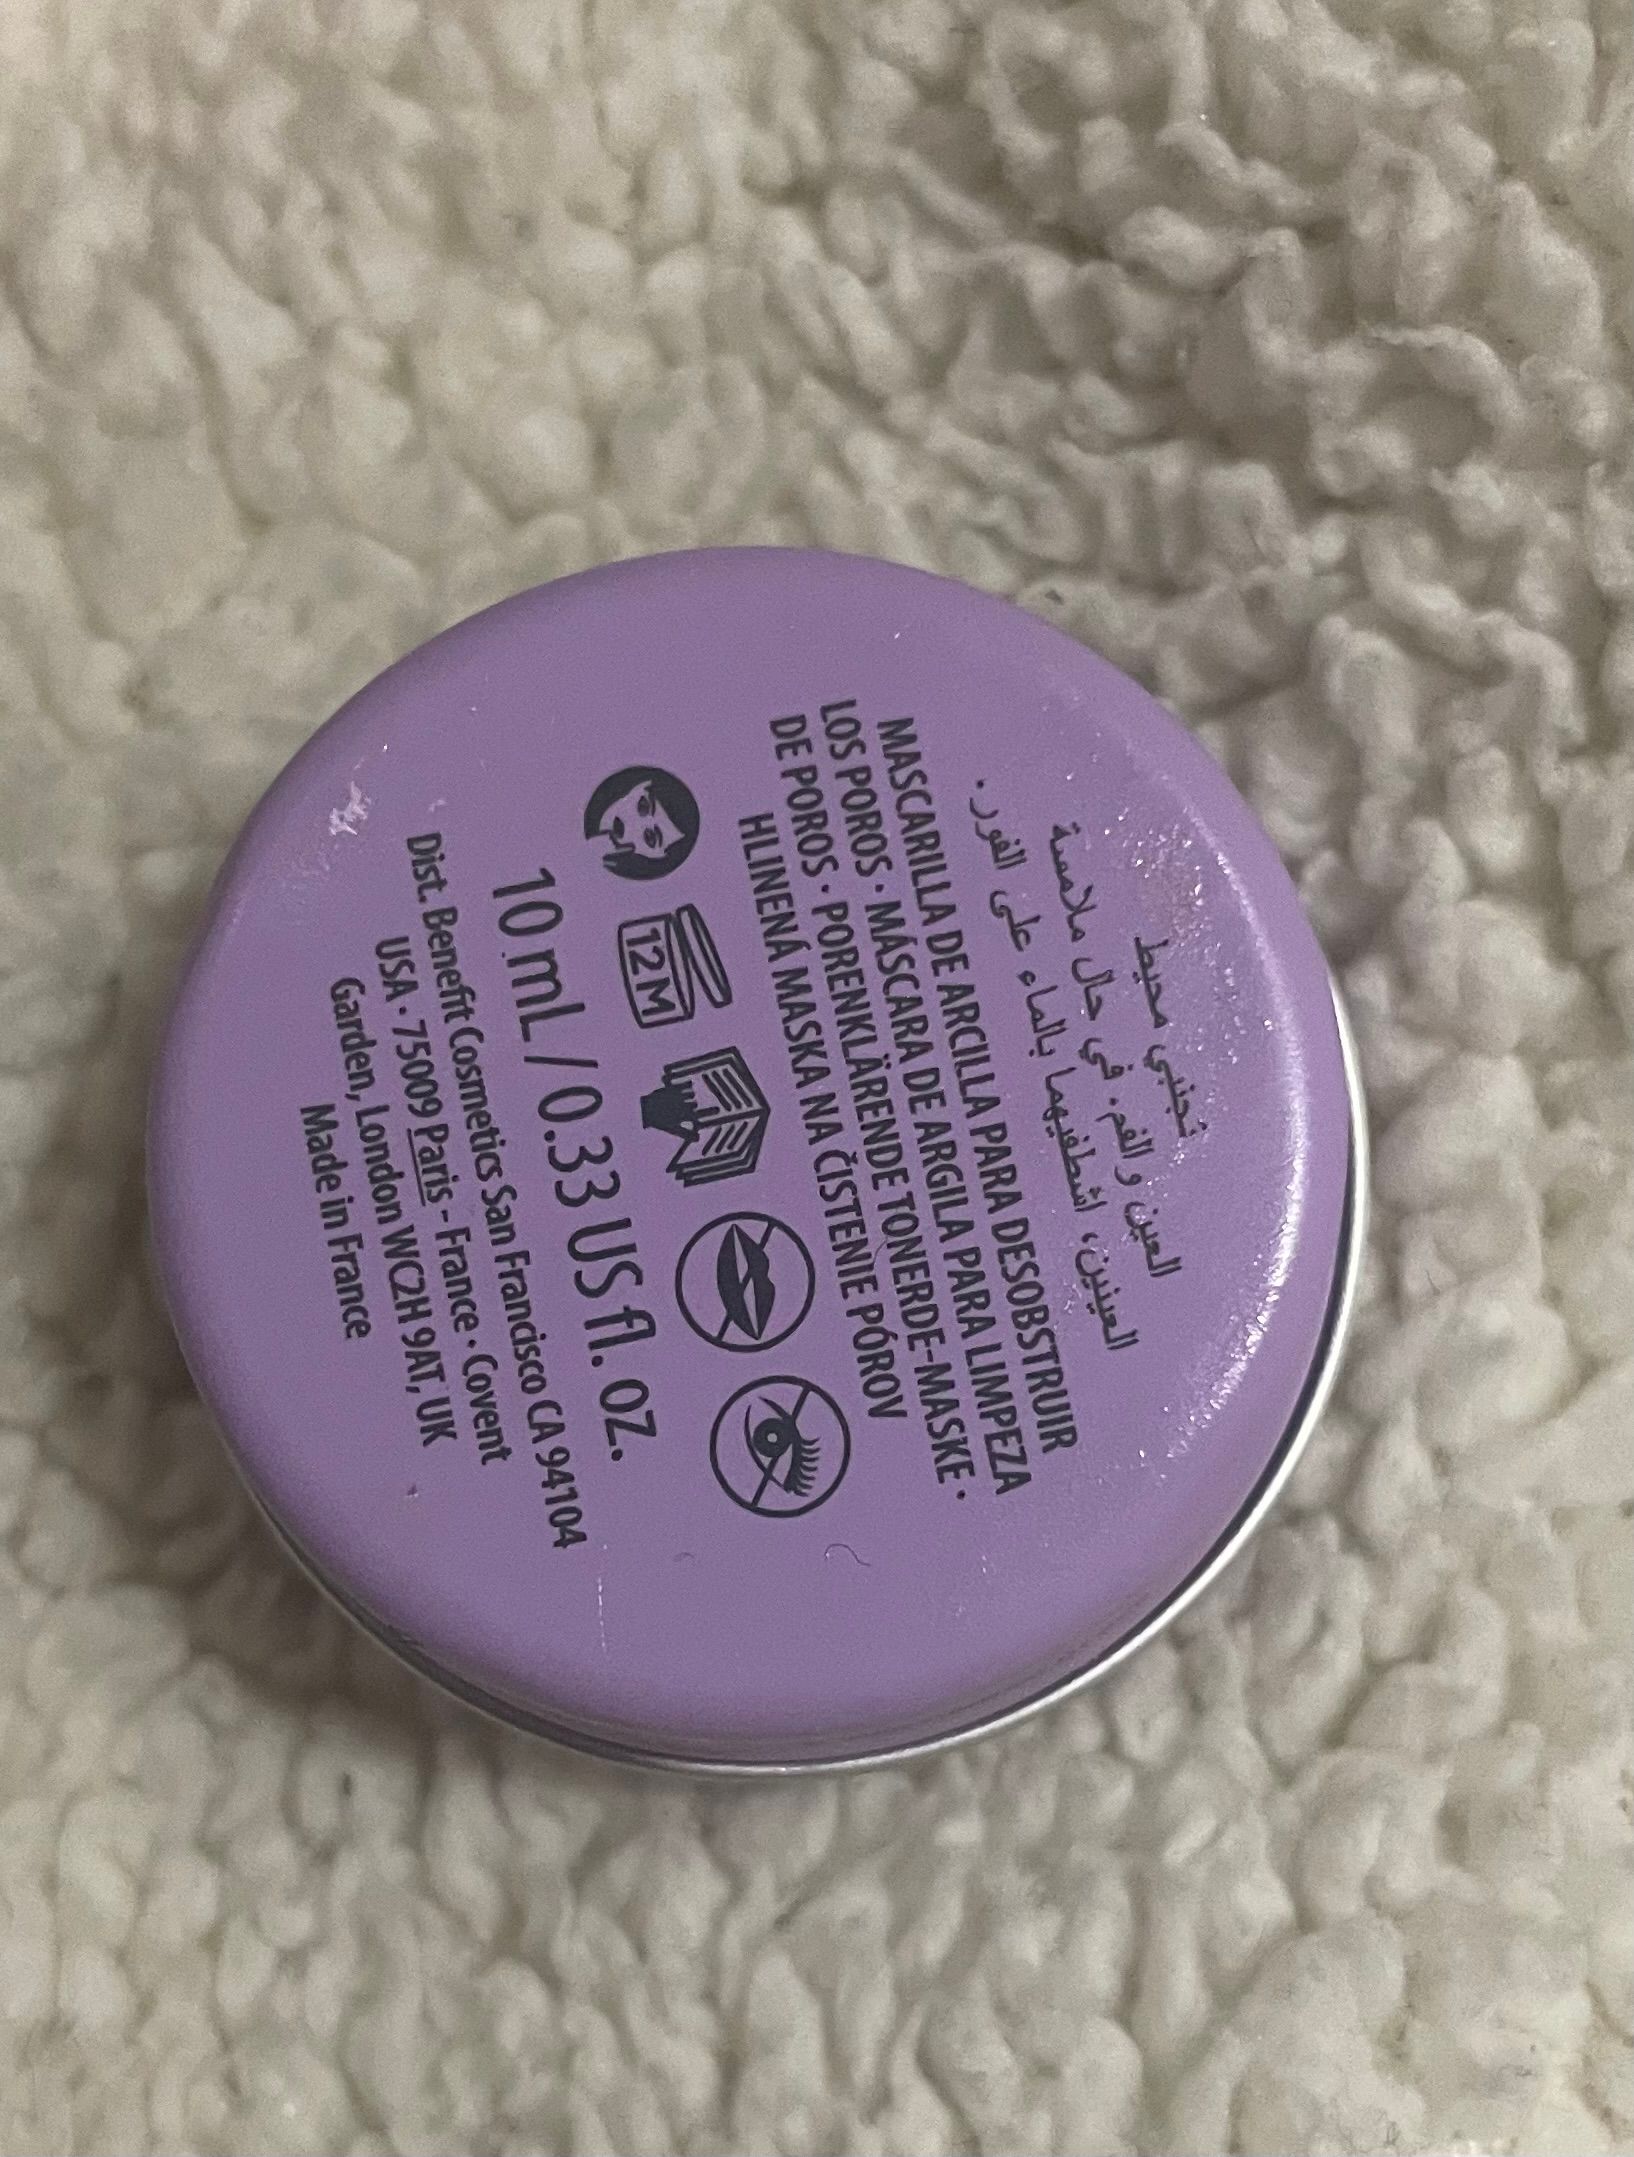 تجنبي محيط
العين والفم. في حال ملامسة
العينين، اشطفيهما بالماء على الفور.
MASCARILLA DE ARCILLA PARA DESOBSTRUIR
LOS POROS · MÁSCARA DE ARGILA PARA LIMPEZA
DE POROS · PORENKLÄRENDE TONERDE-MASKE ·
HLINENÁ MASKA NA ČISTENIE PÓROV
12 M
10 mL / 0.33 US fl. OZ.
Dist. Benefit Cosmetics San Francisco CA 94104
USA · 75009 Paris - France · Covent
Garden, London WC2H 9AT, UK
Made in France